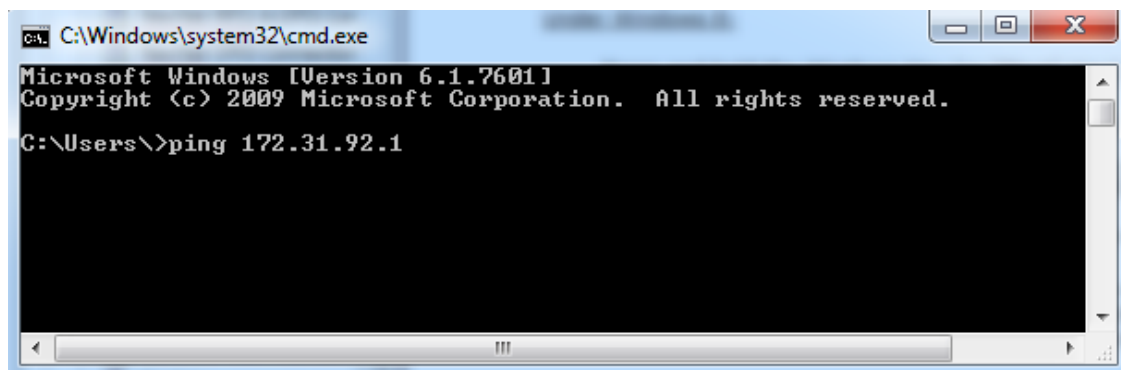 C:\Windows\system32\cmd.exe
Microsoft Windows [Version 6.1.7601]
Copyright (c) 2009 Microsoft Corporation.  All rights reserved.
C:\Users\>ping 172.31.92.1